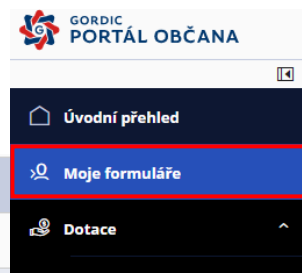 GORDIC
PORTÁL OBČANA
Úvodní přehled
Moje formuláře
Dotace